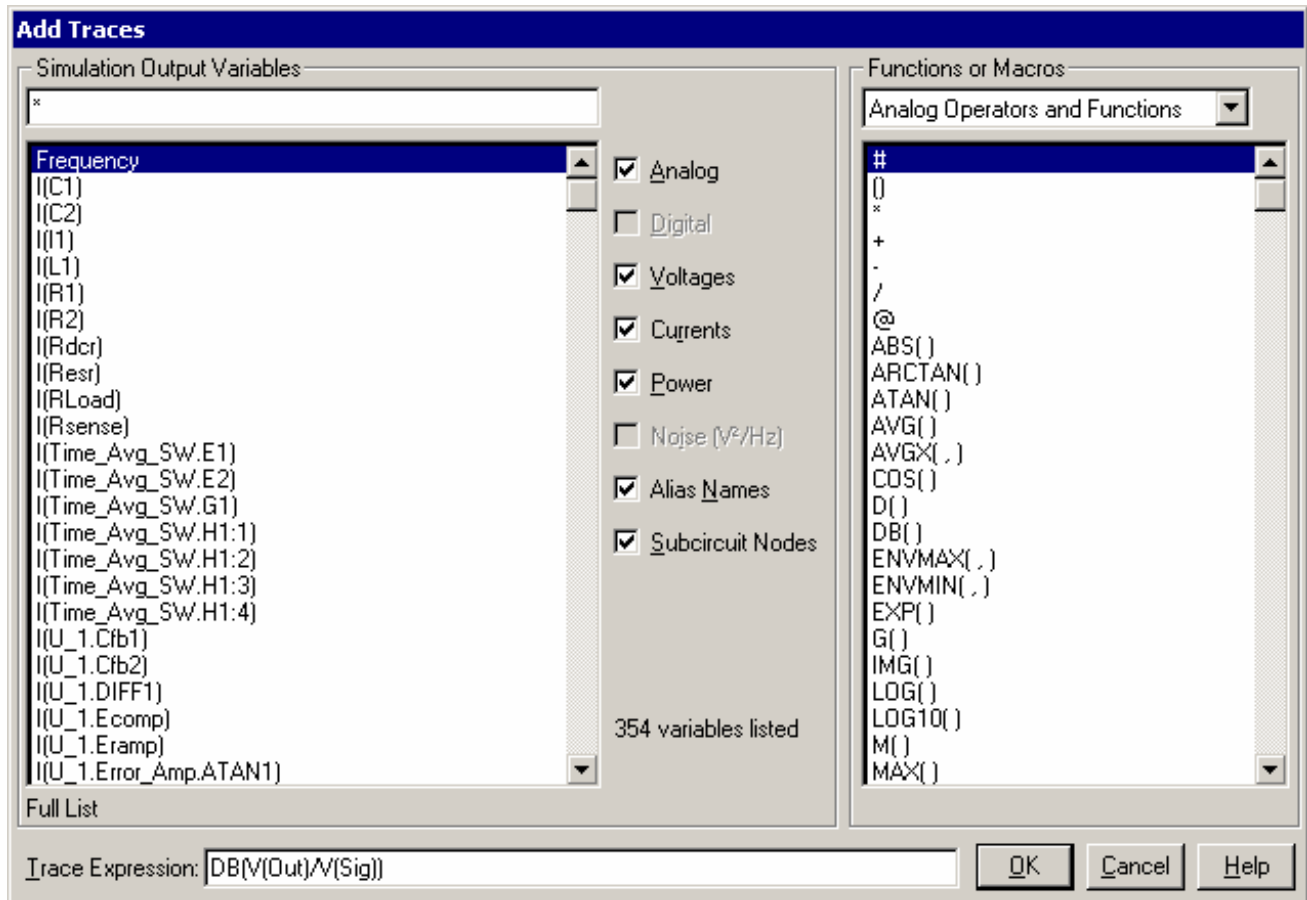 Add Traces
Simulation Output Variables
*
Frequency
I(C1)
I(C2)
I(I1)
I(L1)
I(R1)
I(R2)
I(Rdcr)
I(Resr)
I(RLoad)
I(Rsense)
I(Time_Avg_SW.E1)
I(Time_Avg_SW.E2)
I(Time_Avg_SW.G1)
I(Time_Avg_SW.H1:1)
I(Time_Avg_SW.H1:2)
I(Time_Avg_SW.H1:3)
I(Time_Avg_SW.H1:4)
I(U_1.Cfb1)
I(U_1.Cfb2)
I(U_1.DIFF1)
I(U_1.Ecomp)
I(U_1.Eramp)
I(U_1.Error_Amp.ATAN1)
Full List
Analog
Digital
Voltages
Currents
Power
Noise (V²/Hz)
Alias Names
Subcircuit Nodes
354 variables listed
Functions or Macros
Analog Operators and Functions
#
()
*
+
-
/
@
ABS( )
ARCTAN( )
ATAN( )
AVG( )
AVGX( , )
COS( )
D( )
DB( )
ENVMAX( , )
ENVMIN( , )
EXP( )
G( )
IMG( )
LOG( )
LOG10( )
M( )
MAX( )
Trace Expression: DB(V(Out)/V(Sig))
OK
Cancel
Help